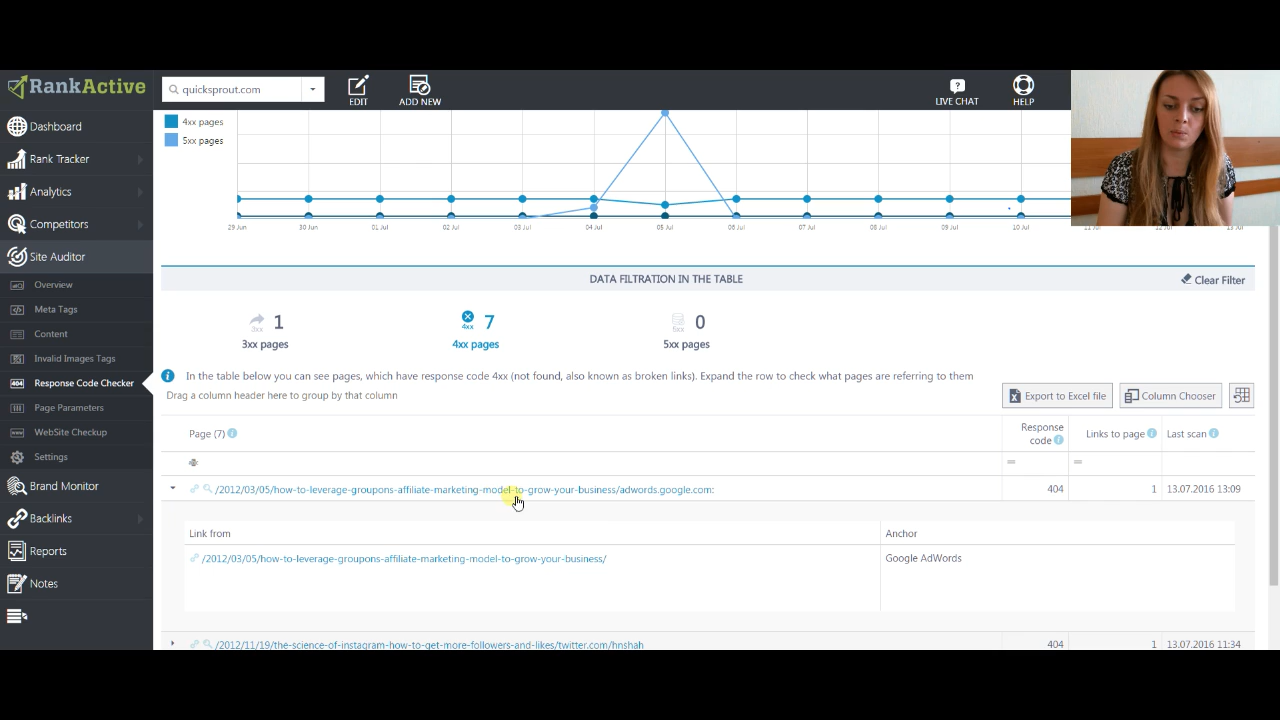 RankActive
quicksprout.com
EDIT
ADD NEW
LIVE CHAT
HELP
Dashboard
Rank Tracker
Analytics
Competitors
Site Auditor
Overview
Meta Tags
Content
Invalid Images Tags
404 Response Code Checker
Page Parameters
WebSite Checkup
Settings
Brand Monitor
Backlinks
Reports
Notes
4xx pages
5xx pages
29 Jun 30 Jun 01 Jul 02 Jul 03 Jul 04 Jul 05 Jul 06 Jul 07 Jul 08 Jul 09 Jul 10 Jul
DATA FILTRATION IN THE TABLE
Clear Filter
3xx 1
3xx pages
4xx 7
4xx pages
5xx 0
5xx pages
In the table below you can see pages, which have response code 4xx (not found, also known as broken links). Expand the row to check what pages are referring to them
Drag a column header here to group by that column
Export to Excel file
Column Chooser
Page (7)
Response code
Links to page
Last scan
=
=
/2012/03/05/how-to-leverage-groupons-affiliate-marketing-model-to-grow-your-business/adwords.google.com: 404 1 13.07.2016 13:09
Link from Anchor
/2012/03/05/how-to-leverage-groupons-affiliate-marketing-model-to-grow-your-business/ Google AdWords
/2012/11/19/the-science-of-instagram-how-to-get-more-followers-and-likes/twitter.com/hnshah 404 1 13.07.2016 11:34